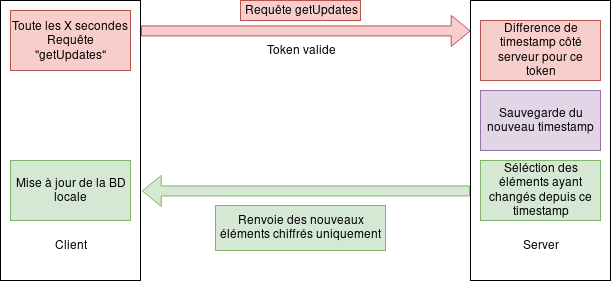 Requête getUpdates
Toute les X secondes
Requête
"getUpdates"
Token valide
Difference de
timestamp côté
serveur pour ce
token
Sauvegarde du
nouveau timestamp
Séléction des
éléments ayant
changés depuis ce
timestamp
Mise à jour de la BD
locale
Renvoie des nouveaux
éléments chiffrés uniquement
Client
Server